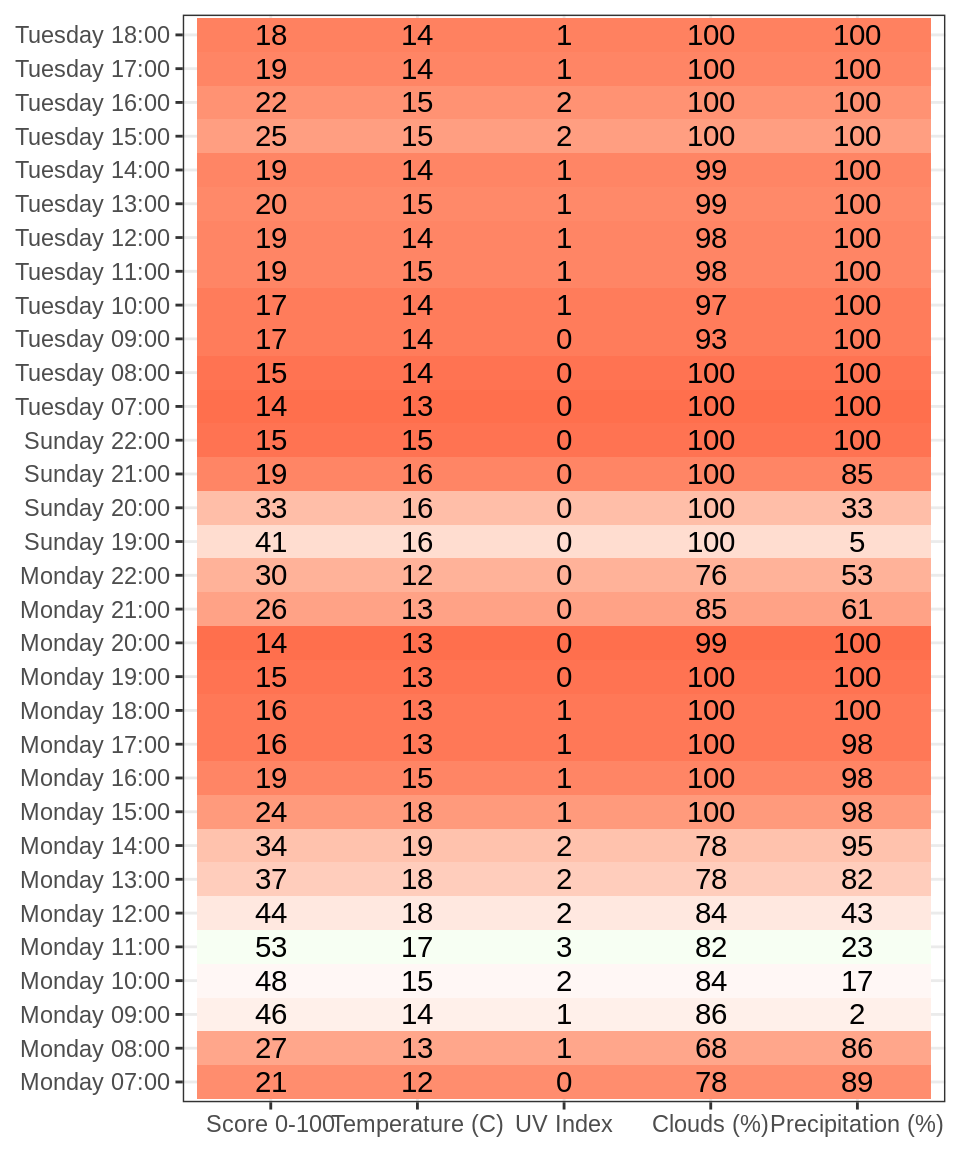 Tuesday 18:00 18 14 1 100 100
Tuesday 17:00 19 14 1 100 100
Tuesday 16:00 22 15 2 100 100
Tuesday 15:00 25 15 2 100 100
Tuesday 14:00 19 14 1 99 100
Tuesday 13:00 20 15 1 99 100
Tuesday 12:00 19 14 1 98 100
Tuesday 11:00 19 15 1 98 100
Tuesday 10:00 17 14 1 97 100
Tuesday 09:00 17 14 0 93 100
Tuesday 08:00 15 14 0 100 100
Tuesday 07:00 14 13 0 100 100
Sunday 22:00 15 15 0 100 100
Sunday 21:00 19 16 0 100 85
Sunday 20:00 33 16 0 100 33
Sunday 19:00 41 16 0 100 5
Monday 22:00 30 12 0 76 53
Monday 21:00 26 13 0 85 61
Monday 20:00 14 13 0 99 100
Monday 19:00 15 13 0 100 100
Monday 18:00 16 13 1 100 100
Monday 17:00 16 13 1 100 98
Monday 16:00 19 15 1 100 98
Monday 15:00 24 18 1 100 98
Monday 14:00 34 19 2 78 95
Monday 13:00 37 18 2 78 82
Monday 12:00 44 18 2 84 43
Monday 11:00 53 17 3 82 23
Monday 10:00 48 15 2 84 17
Monday 09:00 46 14 1 86 2
Monday 08:00 27 13 1 68 86
Monday 07:00 21 12 0 78 89
Score 0-100 Temperature (C) UV Index Clouds (%) Precipitation (%)